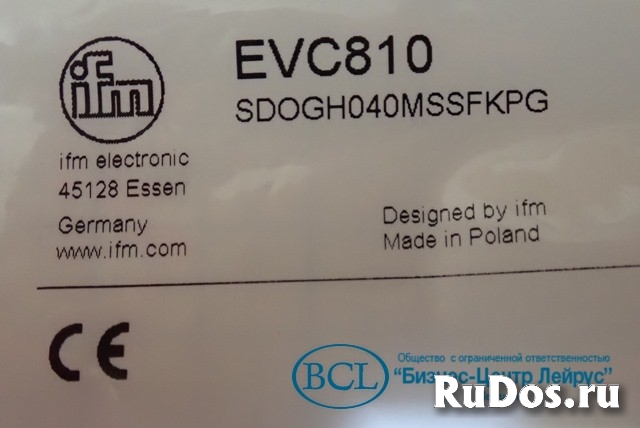 EVC810
SDOGH040MSSFKPG
ifm
ifm electronic
45128 Essen
Germany
www.ifm.com
Designed by ifm
Made in Poland
CE
BCL
Общество с ограниченной ответственностью
"Бизнес-Центр Лейрус"
RuDos.ru